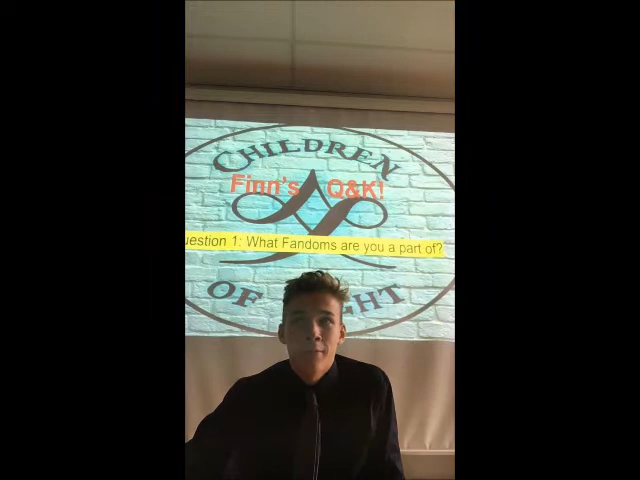 CHILDREN
Finn's Q&K!
uestion 1: What Fandoms are you a part of?
OF